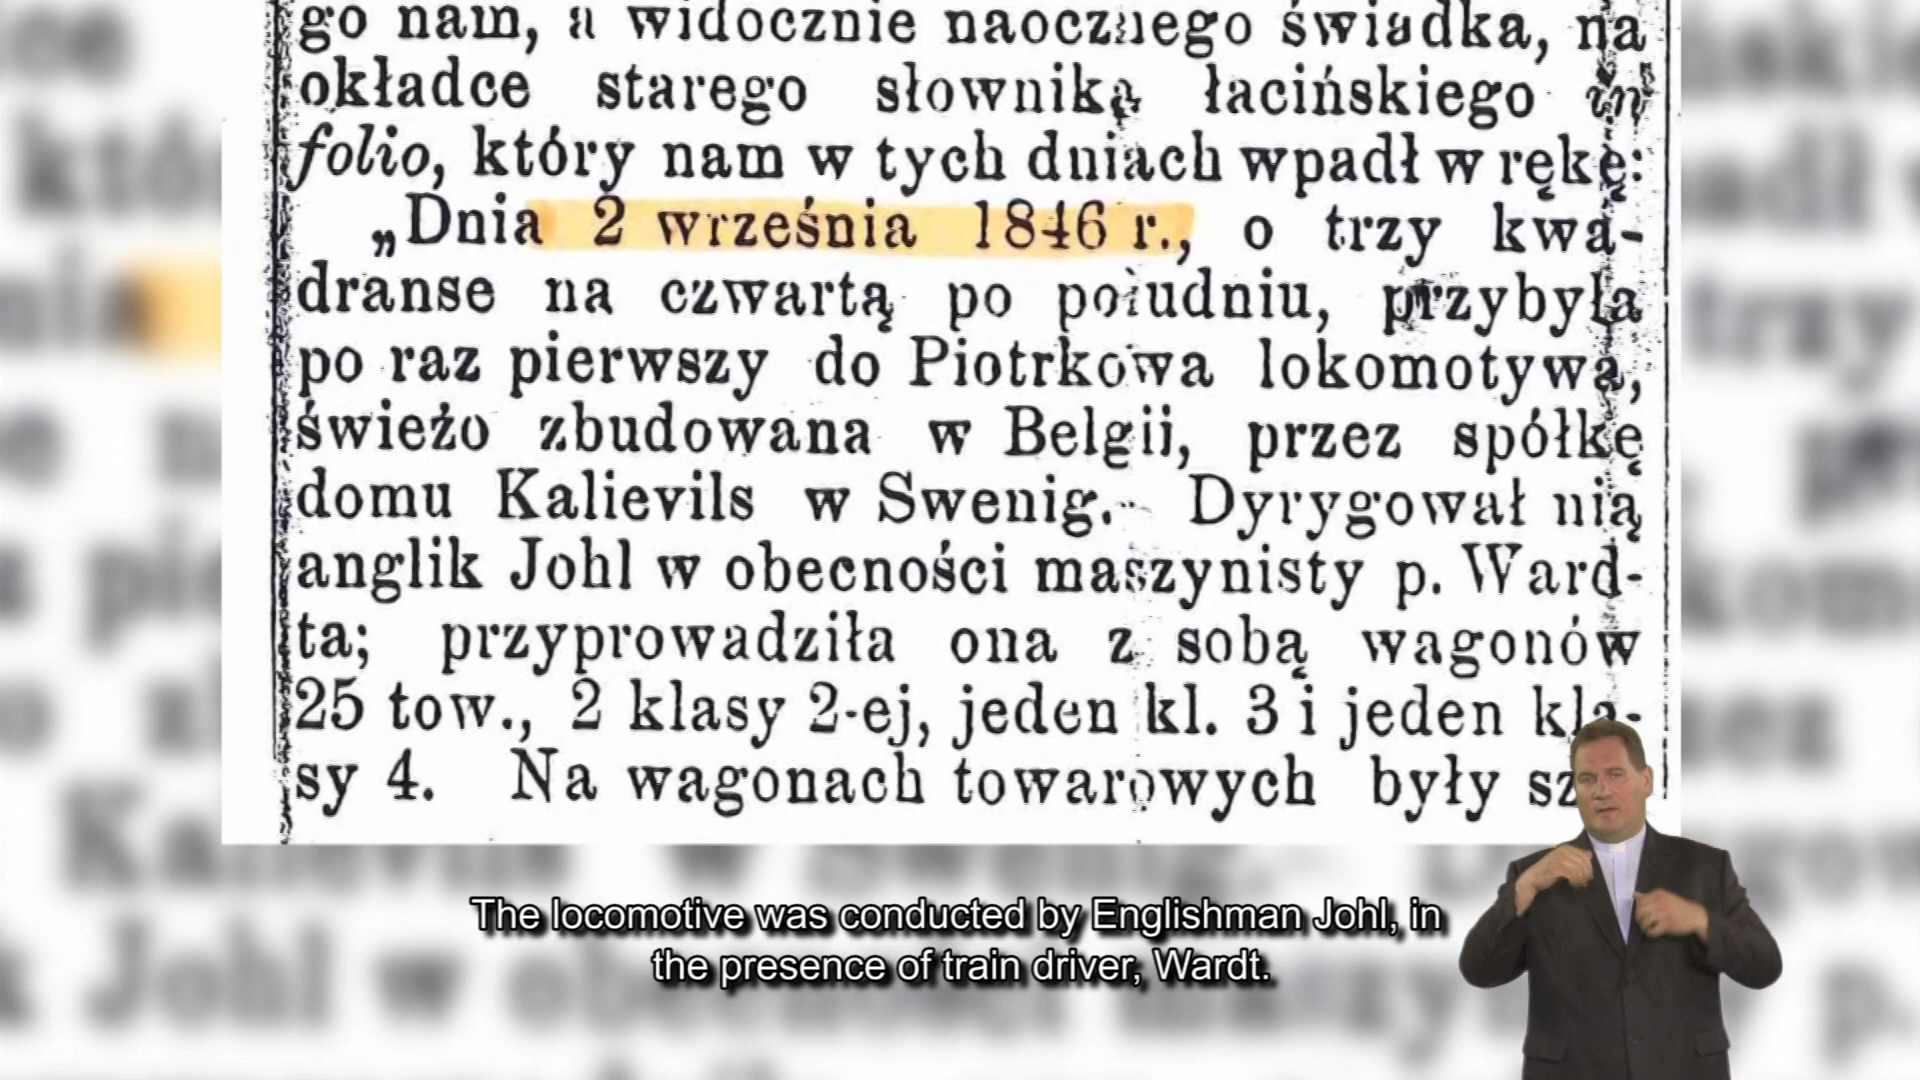 go nam, a widocznie naocznego świadka, na
okładce starego słownika łacińskiego in
folio, który nam w tych dniach wpadł w rękę:
„Dnia 2 września 1846 r., o trzy kwa-
dranse na czwartą po południu, przybyła
po raz pierwszy do Piotrkowa lokomotywa,
świeżo zbudowana w Belgii, przez spółkę
domu Kalievils w Swenig. Dyrygował nią
anglik Johl w obecności maszynisty p. Ward-
ta; przyprowadziła ona z sobą wagonów
25 tow., 2 klasy 2-ej, jeden kl. 3 i jeden kla-
sy 4. Na wagonach towarowych były
The locomotive was conducted by Englishman Johl, in
the presence of train driver, Wardt.